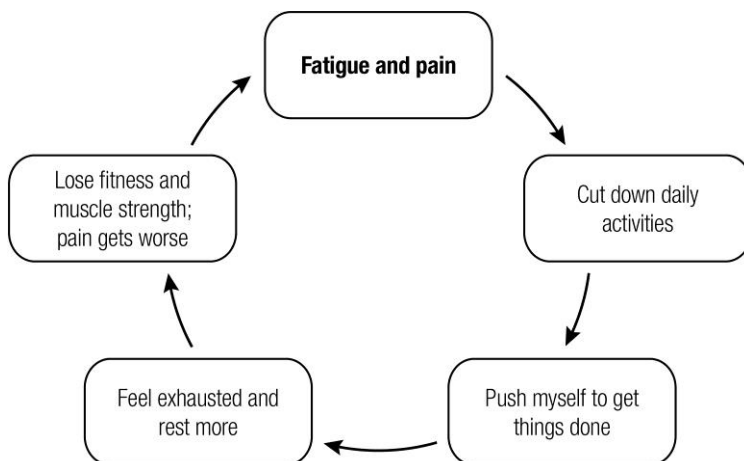 Fatigue and pain
Cut down daily
activities
Push myself to get
things done
Feel exhausted and
rest more
Lose fitness and
muscle strength;
pain gets worse